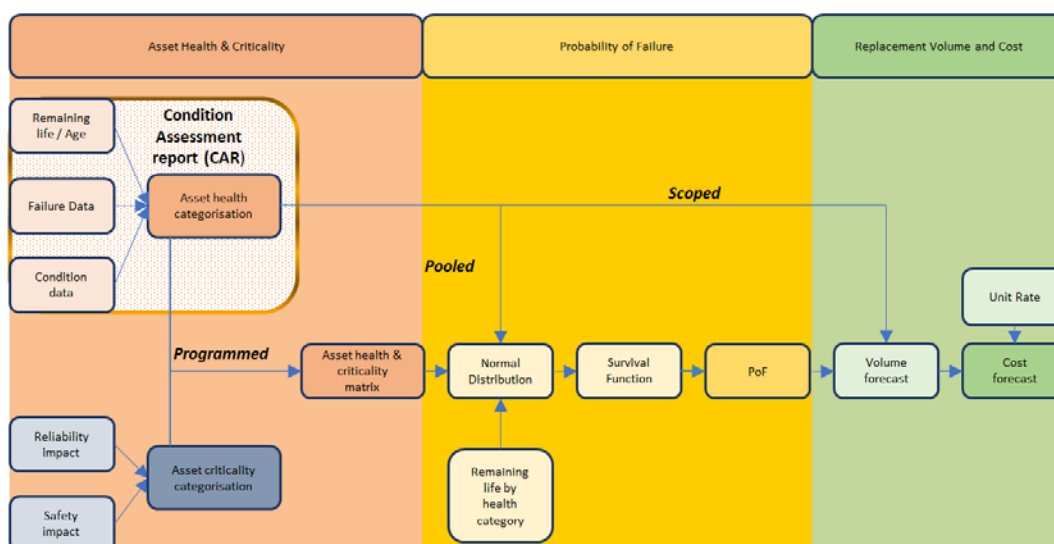 Asset Health & Criticality
Probability of Failure
Replacement Volume and Cost
Remaining
life / Age
Condition
Assessment
report (CAR)
Asset health
categorisation
Failure Data
Scoped
Condition
data
Pooled
Unit Rate
Programmed
Asset health &
criticality
matrix
Normal
Distribution
Survival
Function
PoF
Volume
forecast
Cost
forecast
Reliability
Impact
Asset criticality
categorisation
Remaining
life by
health
category
Safety
impact